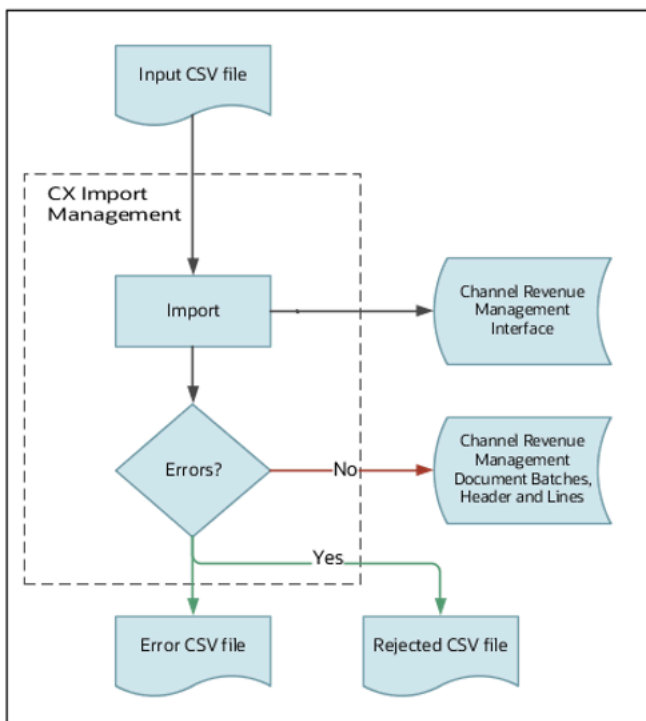 Input CSV file
CX Import
Management
Import
Channel Revenue
Management
Interface
Errors?
No
Channel Revenue
Management
Document Batches,
Header and Lines
Yes
Error CSV file
Rejected CSV file